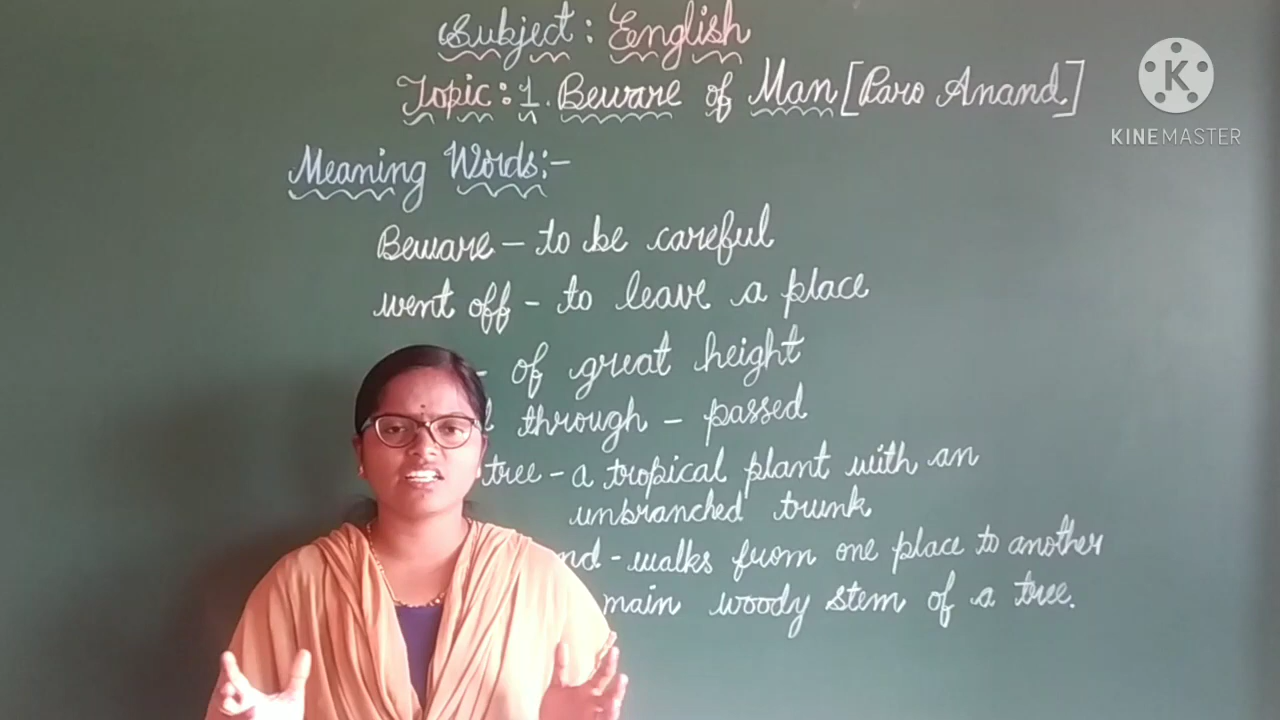 Subject: English
Topic: 1. Beware of Man [Paro Anand]
K
KINEMASTER
Meaning Words:-
Beware - to be careful
went off - to leave a place
- of great height
through - passed
tree - a tropical plant with an
unbranched trunk
nd - walks from one place to another
main woody stem of a tree.